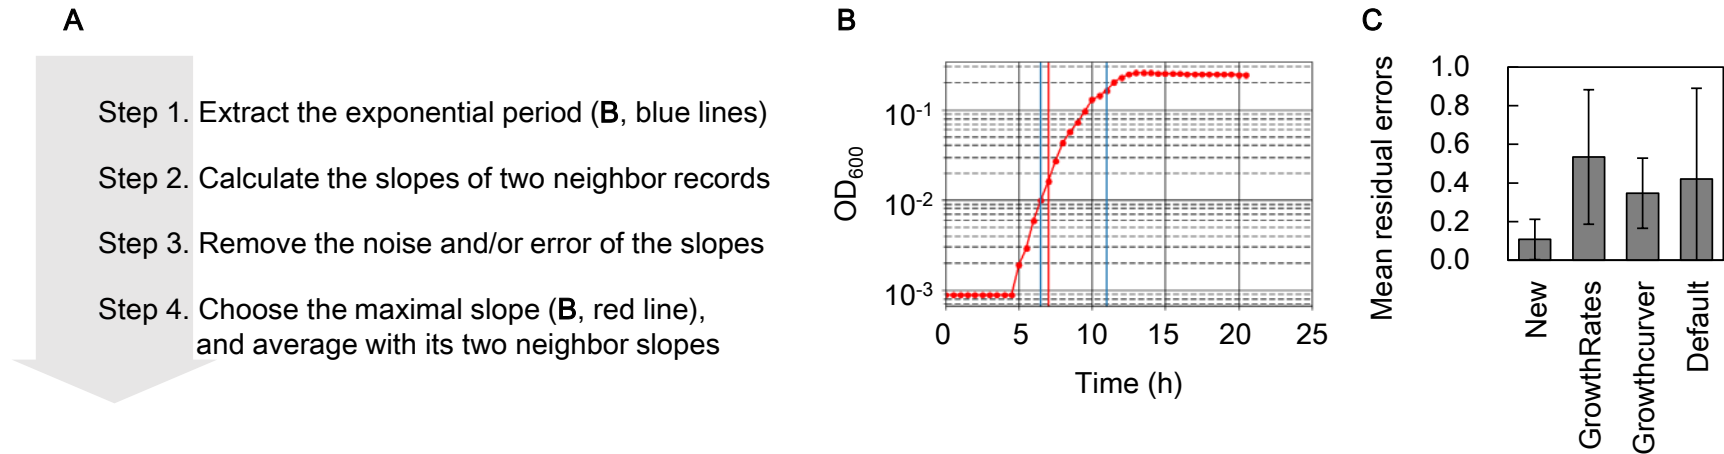 A
Step 1. Extract the exponential period (B, blue lines)
Step 2. Calculate the slopes of two neighbor records
Step 3. Remove the noise and/or error of the slopes
Step 4. Choose the maximal slope (B, red line),
and average with its two neighbor slopes
B
OD600
10-1
10-2
10-3
0 5 10 15 20 25
Time (h)
C
Mean residual errors
1.0
0.8
0.6
0.4
0.2
0.0
New
GrowthRates
Growthcurver
Default